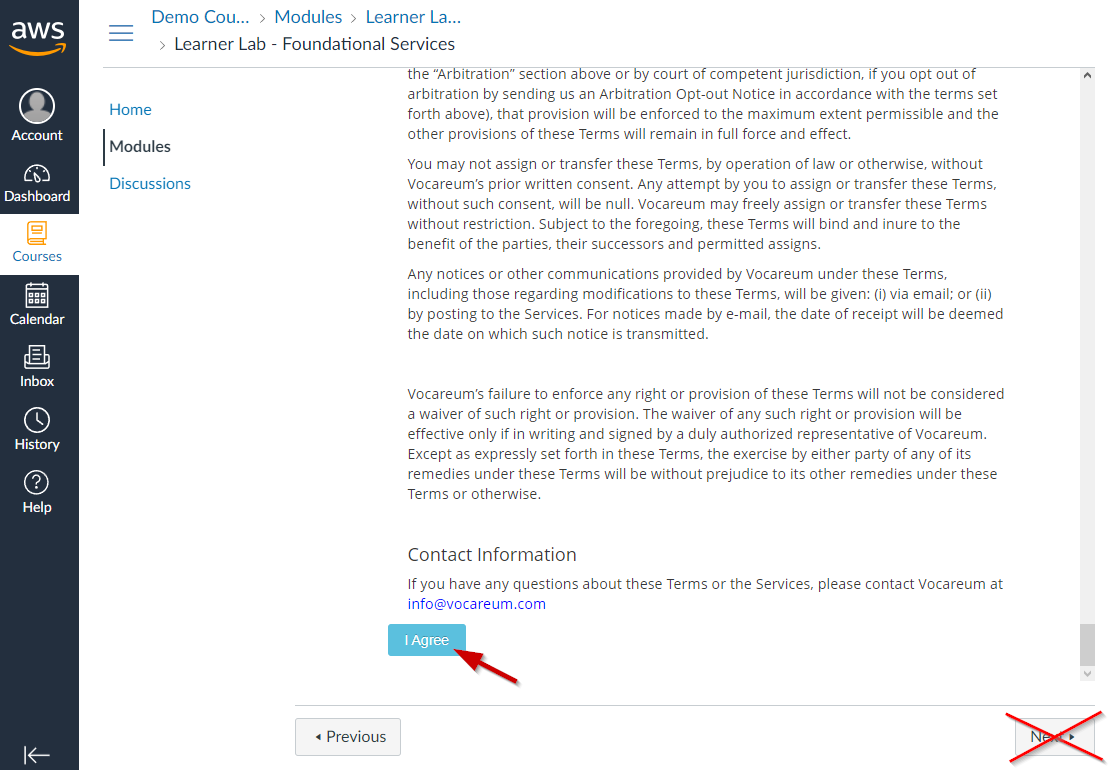 aws
Account
Dashboard
Courses
Calendar
Inbox
History
Help
Demo Cou... > Modules > Learner La...
> Learner Lab - Foundational Services
Home
Modules
Discussions
the “Arbitration” section above or by court of competent jurisdiction, if you opt out of
arbitration by sending us an Arbitration Opt-out Notice in accordance with the terms set
forth above), that provision will be enforced to the maximum extent permissible and the
other provisions of these Terms will remain in full force and effect.
You may not assign or transfer these Terms, by operation of law or otherwise, without
Vocareum’s prior written consent. Any attempt by you to assign or transfer these Terms,
without such consent, will be null. Vocareum may freely assign or transfer these Terms
without restriction. Subject to the foregoing, these Terms will bind and inure to the
benefit of the parties, their successors and permitted assigns.
Any notices or other communications provided by Vocareum under these Terms,
including those regarding modifications to these Terms, will be given: (i) via email; or (ii)
by posting to the Services. For notices made by e-mail, the date of receipt will be deemed
the date on which such notice is transmitted.
Vocareum’s failure to enforce any right or provision of these Terms will not be considered
a waiver of such right or provision. The waiver of any such right or provision will be
effective only if in writing and signed by a duly authorized representative of Vocareum.
Except as expressly set forth in these Terms, the exercise by either party of any of its
remedies under these Terms will be without prejudice to its other remedies under these
Terms or otherwise.
Contact Information
If you have any questions about these Terms or the Services, please contact Vocareum at
info@vocareum.com
I Agree
Previous
Next